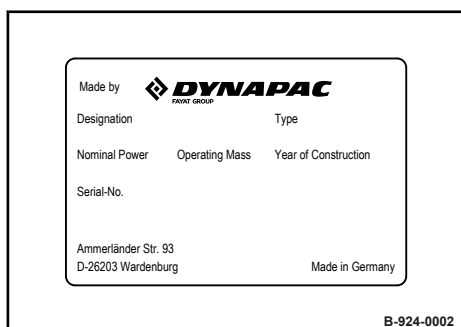 Made by DYNAPAC
FAYAT GROUP
Designation Type
Nominal Power Operating Mass Year of Construction
Serial-No.
Ammerländer Str. 93
D-26203 Wardenburg Made in Germany
B-924-0002